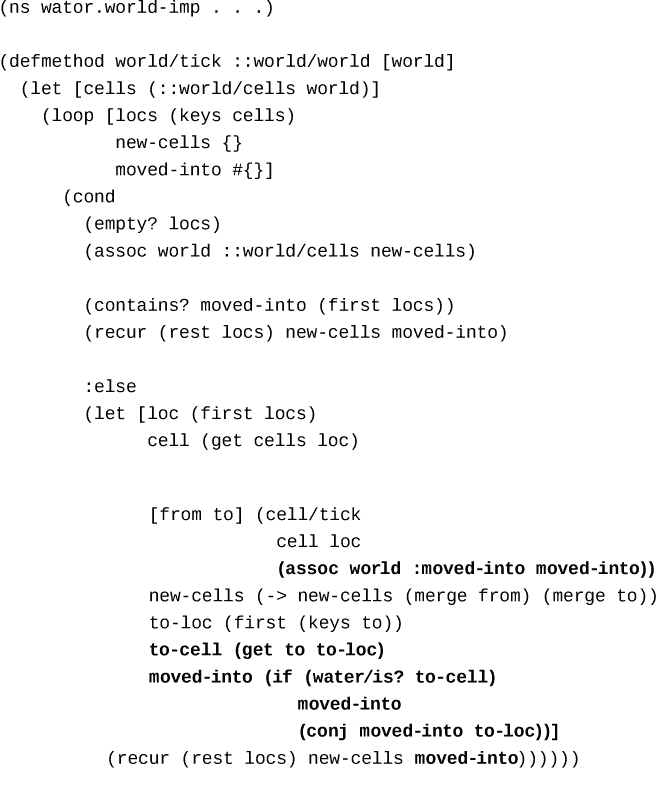 (ns wator.world-imp . . .)

(defmethod world/tick ::world/world [world]
  (let [cells (::world/cells world)]
    (loop [locs (keys cells)
           new-cells {}
           moved-into #{}]
      (cond
        (empty? locs)
        (assoc world ::world/cells new-cells)

        (contains? moved-into (first locs))
        (recur (rest locs) new-cells moved-into)

        :else
        (let [loc (first locs)
              cell (get cells loc)

              [from to] (cell/tick
                          cell loc
                          (assoc world :moved-into moved-into))
              new-cells (-> new-cells (merge from) (merge to))
              to-loc (first (keys to))
              to-cell (get to to-loc)
              moved-into (if (water/is? to-cell)
                            moved-into
                            (conj moved-into to-loc))]
          (recur (rest locs) new-cells moved-into))))))